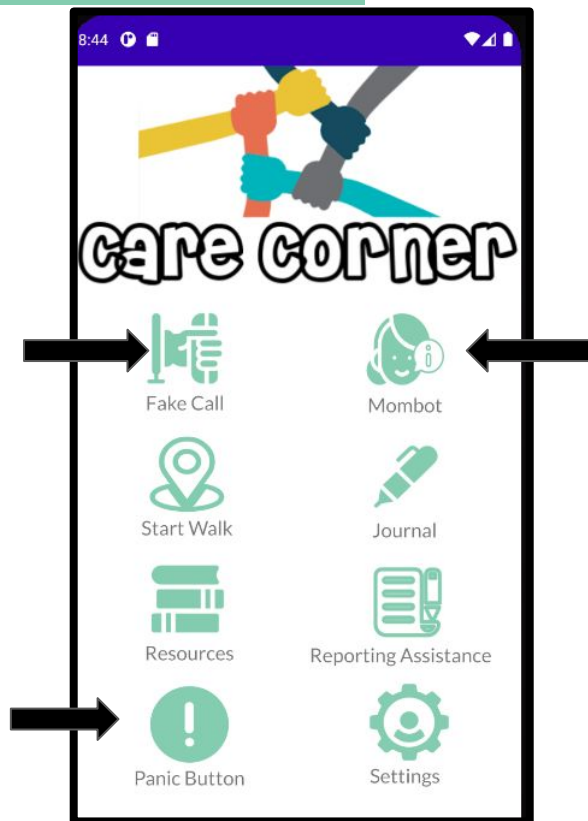 8:44
care corner
Fake Call
Mombot
Start Walk
Journal
Resources
Reporting Assistance
Panic Button
Settings